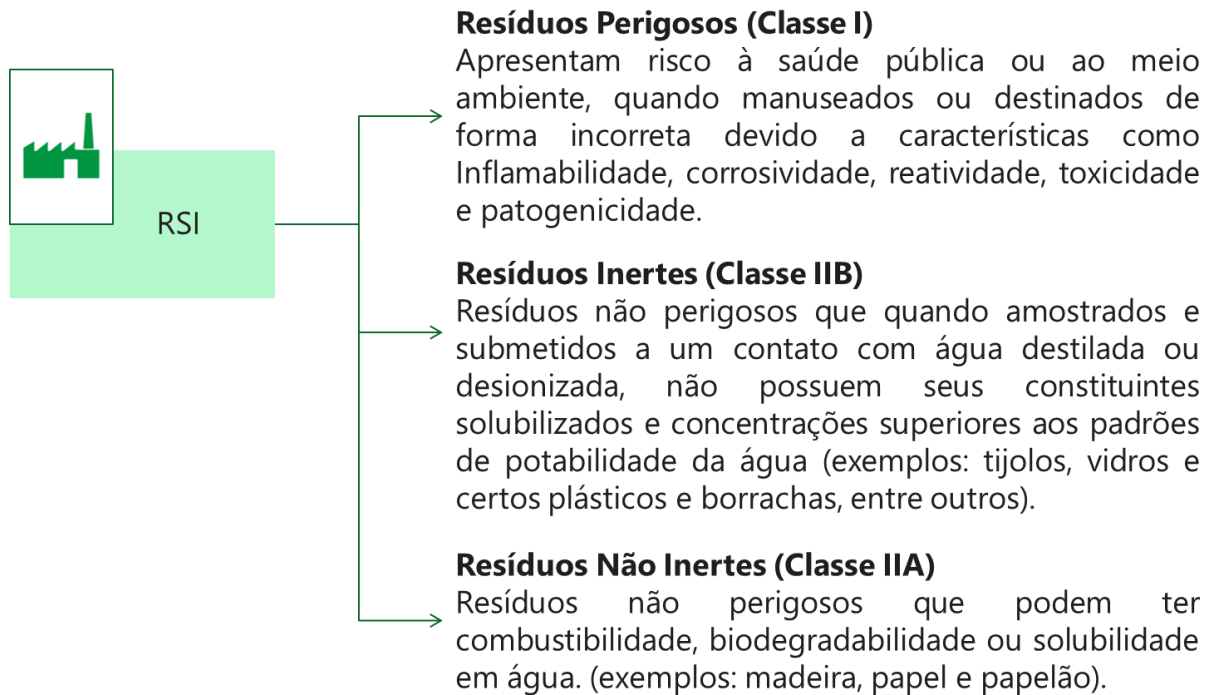 Resíduos Perigosos (Classe I)
Apresentam risco à saúde pública ou ao meio
ambiente, quando manuseados ou destinados de
forma incorreta devido a características como
Inflamabilidade, corrosividade, reatividade, toxicidade
e patogenicidade.
RSI
Resíduos Inertes (Classe IIB)
Resíduos não perigosos que quando amostrados e
submetidos a um contato com água destilada ou
desionizada, não possuem seus constituintes
solubilizados e concentrações superiores aos padrões
de potabilidade da água (exemplos: tijolos, vidros e
certos plásticos e borrachas, entre outros).
Resíduos Não Inertes (Classe IIA)
Resíduos não perigosos que podem ter
combustibilidade, biodegradabilidade ou solubilidade
em água. (exemplos: madeira, papel e papelão).